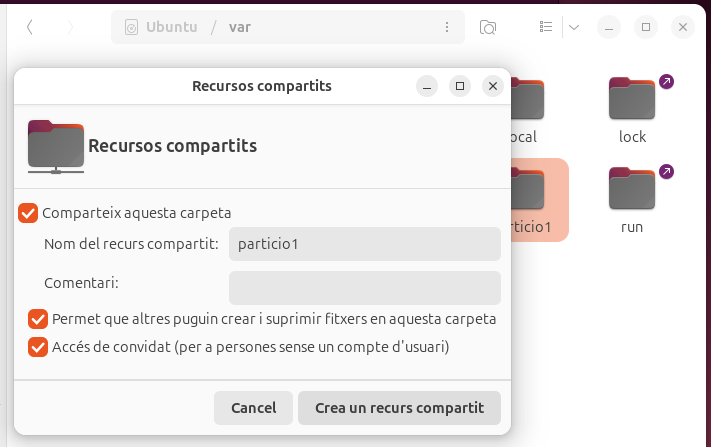 Ubuntu / var
Recursos compartits
Recursos compartits
Comparteix aquesta carpeta
Nom del recurs compartit: particio1
Comentari:
Permet que altres puguin crear i suprimir fitxers en aquesta carpeta
Accés de convidat (per a persones sense un compte d'usuari)
Cancel Crea un recurs compartit
ocal lock
rticio1 run